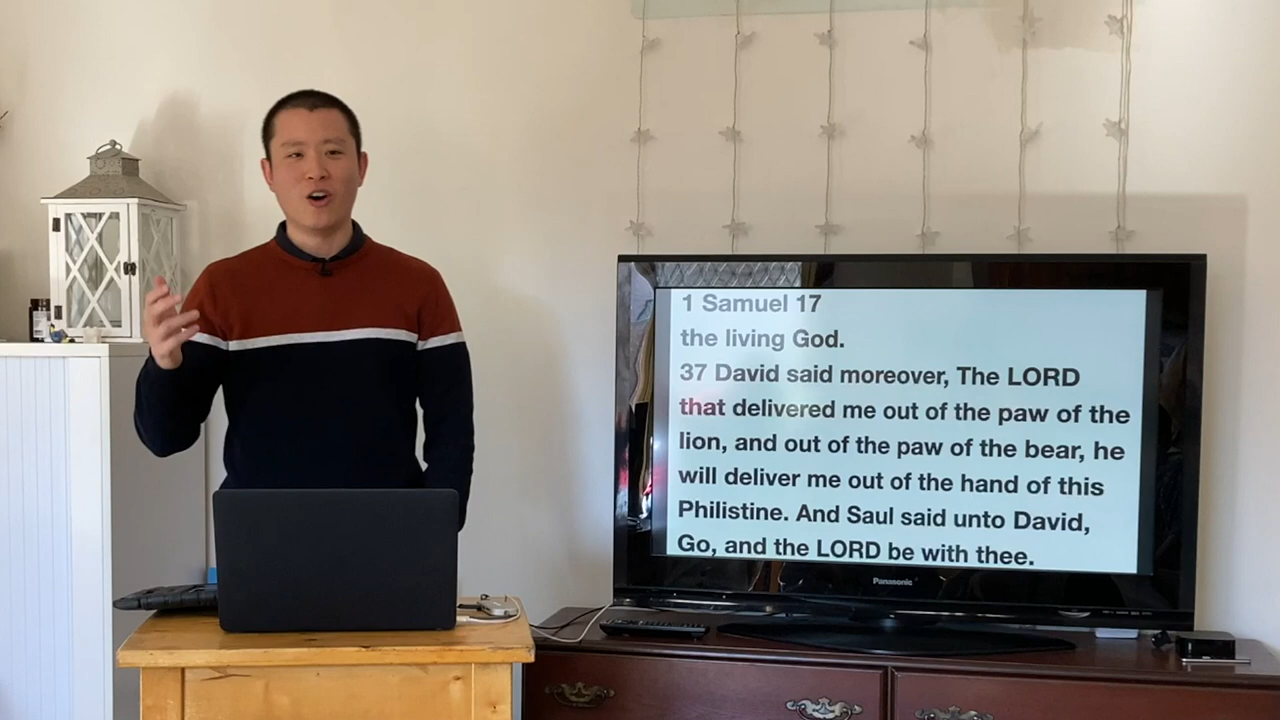 1 Samuel 17
the living God.
37 David said moreover, The LORD
that delivered me out of the paw of the
lion, and out of the paw of the bear, he
will deliver me out of the hand of this
Philistine. And Saul said unto David,
Go, and the LORD be with thee.
Panasonic